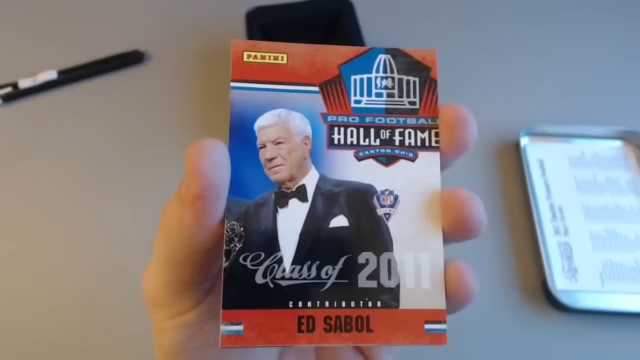 PANINI
PRO FOOTBALL
HALL OF FAME
CANTON, OHIO
NFL
Class of 2011
CONTRIBUTOR
ED SABOL